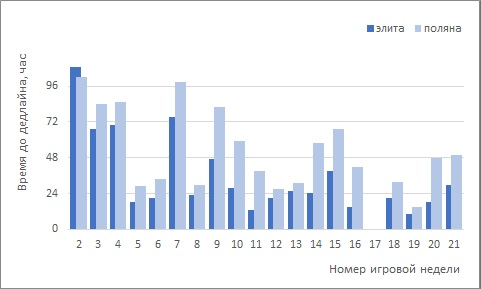 элита поляна
Время до дедлайна, час
96
72
48
24
0
2 3 4 5 6 7 8 9 10 11 12 13 14 15 16 17 18 19 20 21
Номер игровой недели